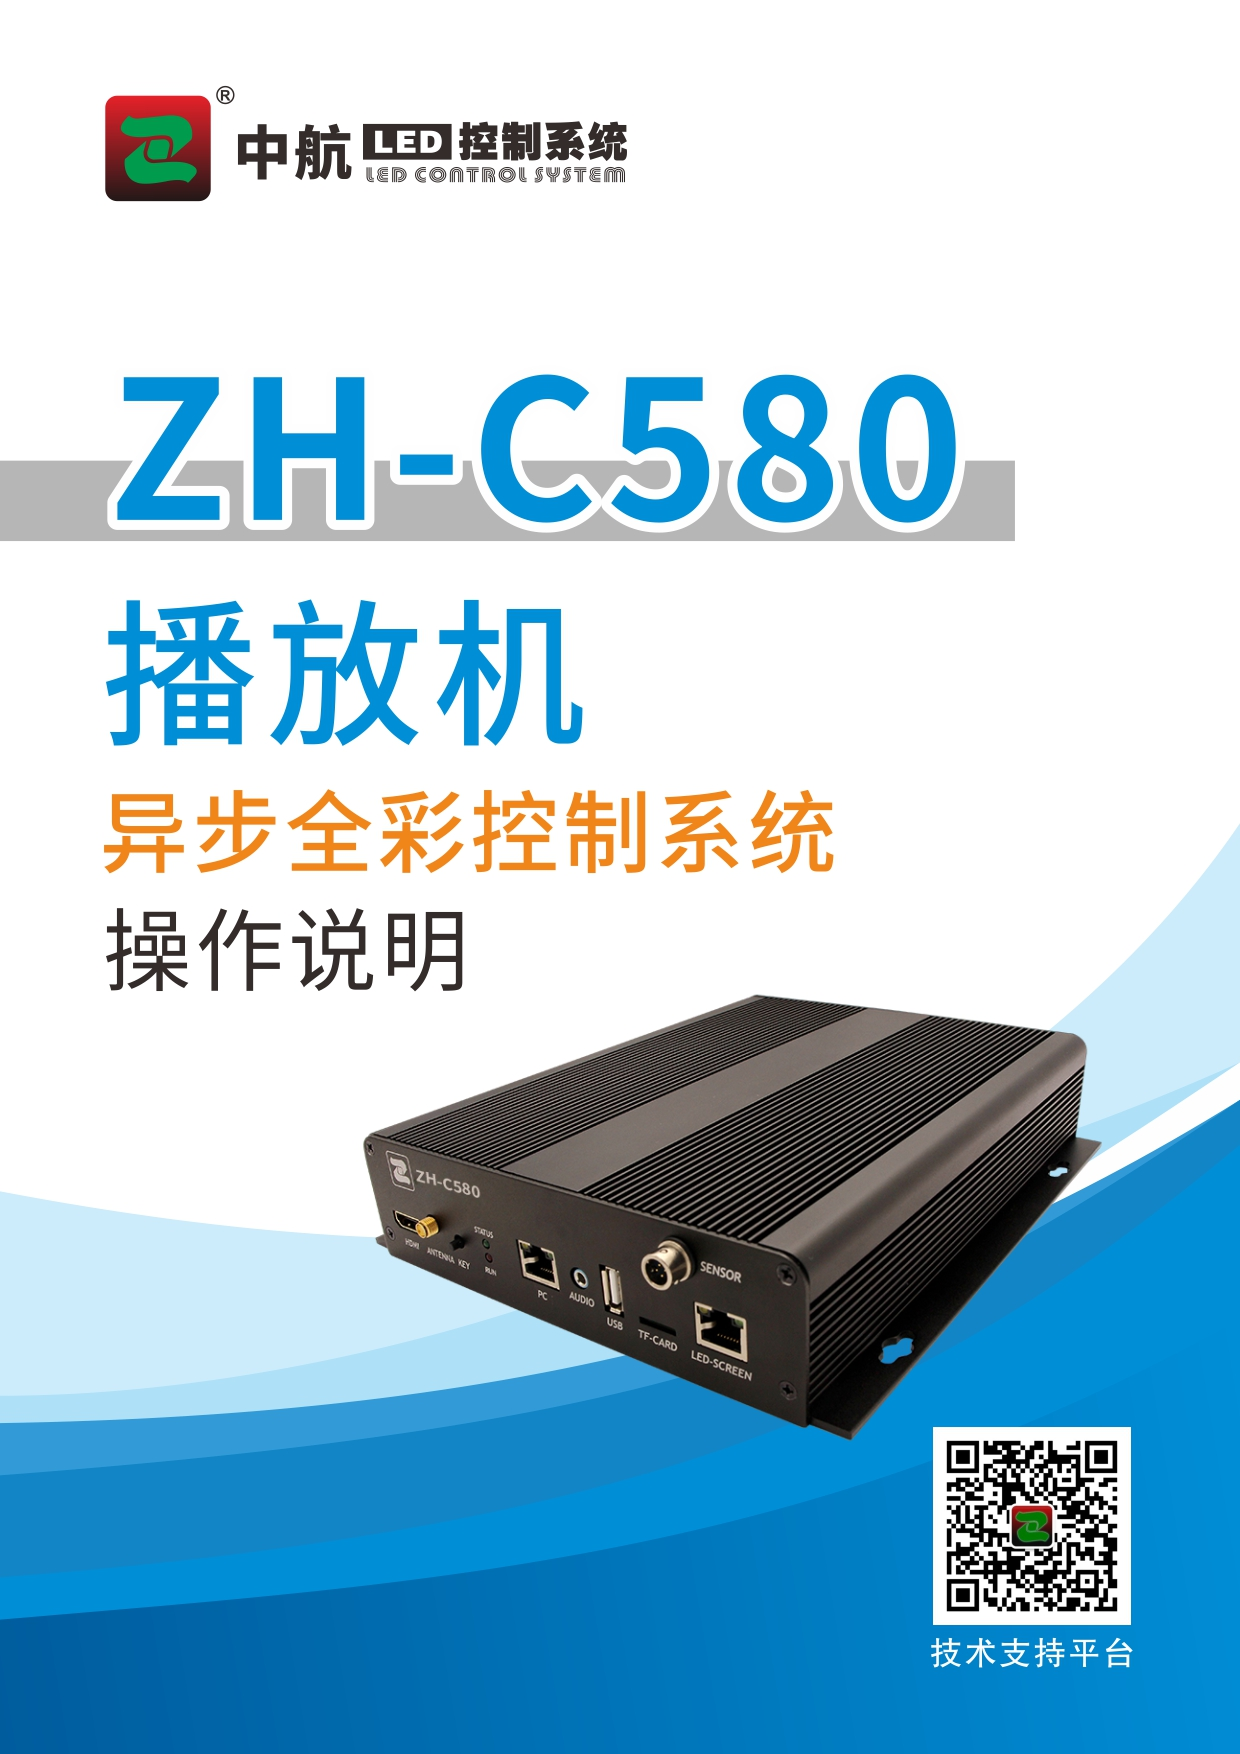 ®
中航 LED 控制系统
LED CONTROL SYSTEM
ZH-C580
播放机
异步全彩控制系统
操作说明
ZH-C580
HDMI
ANTENNA
KEY
STATUS
RUN
PC
AUDIO
USB
TF-CARD
SENSOR
LED-SCREEN
技术支持平台